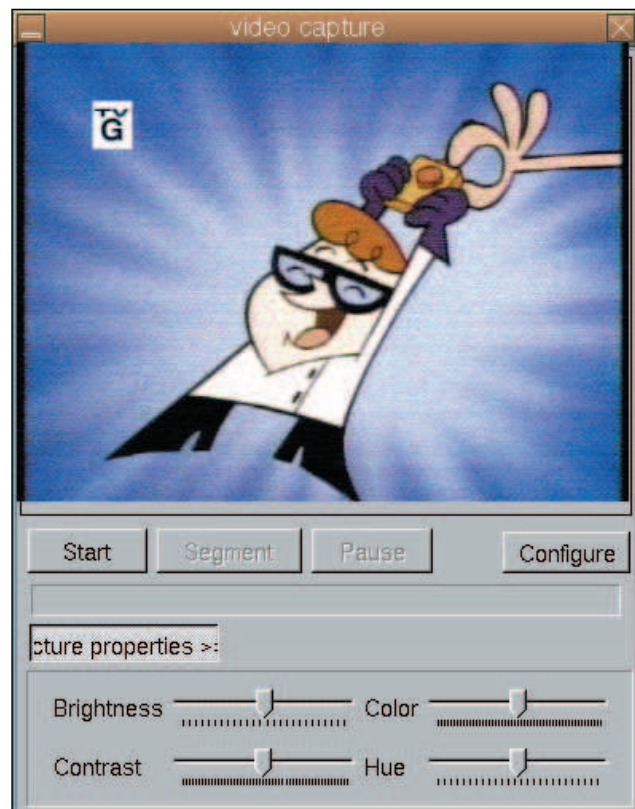 video capture
TV
G
Start
Segment
Pause
Configure
cture properties >:
Brightness
Color
Contrast
Hue